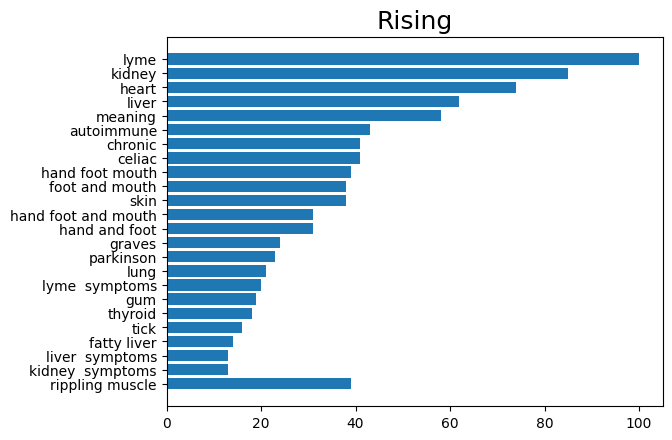 Rising
lyme
kidney
heart
liver
meaning
autoimmune
chronic
celiac
hand foot mouth
foot and mouth
skin
hand foot and mouth
hand and foot
graves
parkinson
lung
lyme  symptoms
gum
thyroid
tick
fatty liver
liver  symptoms
kidney  symptoms
rippling muscle
0 20 40 60 80 100